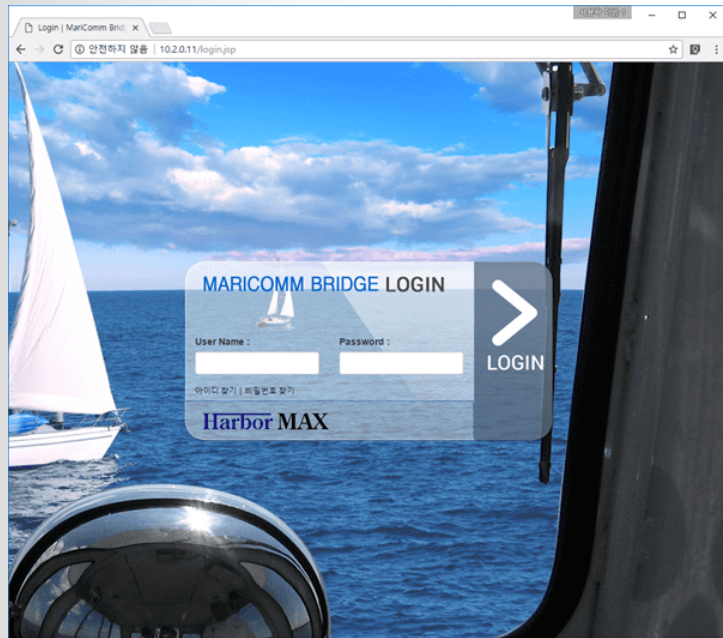 Login | MariComm Brid
안전하지 않음 | 10.2.0.11/login.jsp
MARICOMM BRIDGE LOGIN
User Name :
Password :
LOGIN
아이디 찾기 | 비밀번호 찾기
Harbor MAX